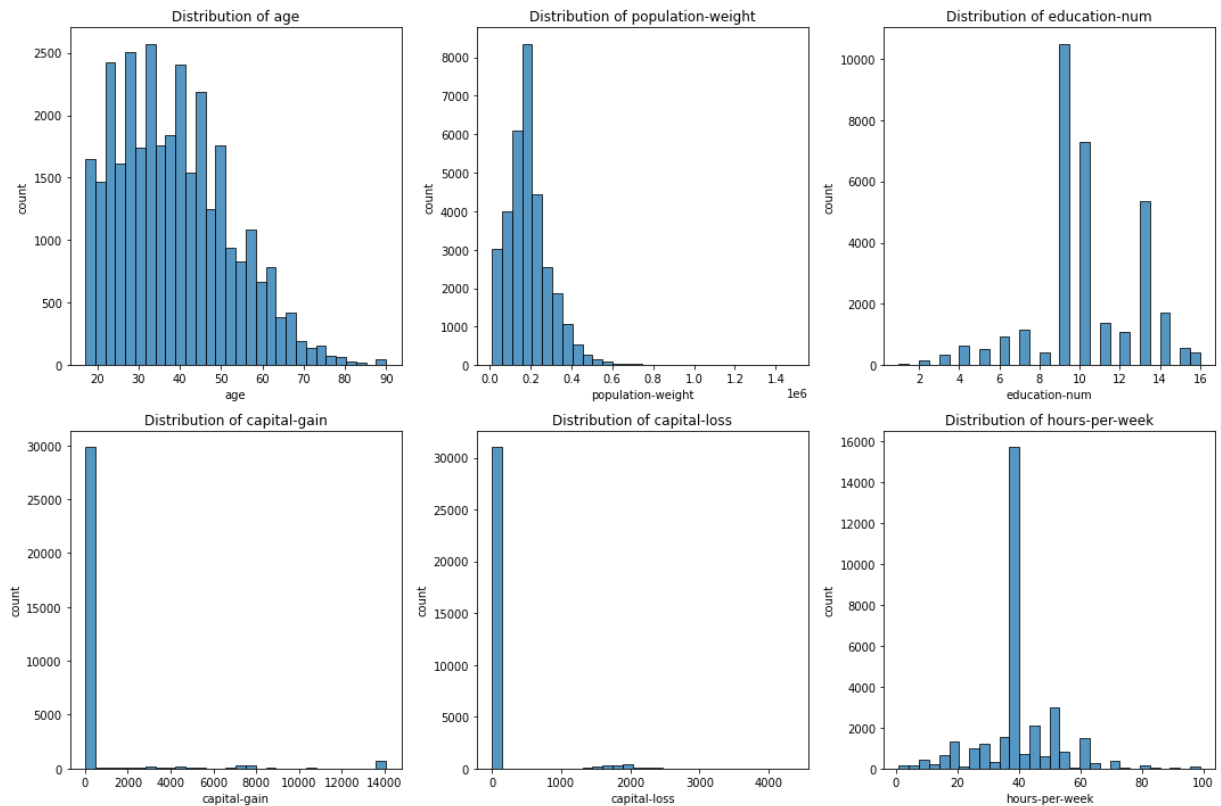 Distribution of age
Distribution of population-weight
Distribution of education-num
count
2500
2000
1500
1000
500
0
20 30 40 50 60 70 80 90
age
count
8000
7000
6000
5000
4000
3000
2000
1000
0
0.0 0.2 0.4 0.6 0.8 1.0 1.2 1.4
1e6
population-weight
count
10000
8000
6000
4000
2000
0
2 4 6 8 10 12 14 16
education-num
Distribution of capital-gain
Distribution of capital-loss
Distribution of hours-per-week
count
30000
25000
20000
15000
10000
5000
0
0 2000 4000 6000 8000 10000 12000 14000
capital-gain
count
30000
25000
20000
15000
10000
5000
0
0 1000 2000 3000 4000
capital-loss
count
16000
14000
12000
10000
8000
6000
4000
2000
0
0 20 40 60 80 100
hours-per-week